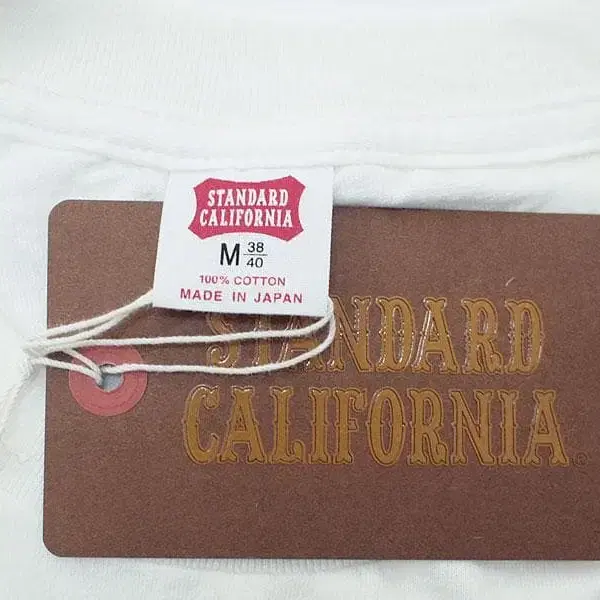 STANDARD
CALIFORNIA
M 38/40
100% COTTON
MADE IN JAPAN
STANDARD
CALIFORNIA